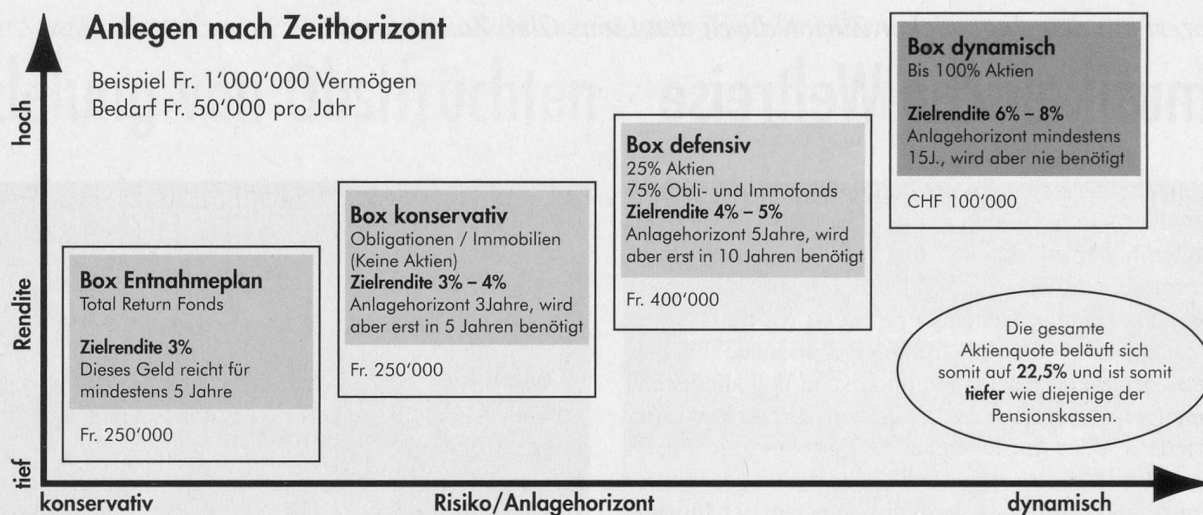 Anlegen nach Zeithorizont
Beispiel Fr. 1'000'000 Vermögen
Bedarf Fr. 50'000 pro Jahr
hoch
Rendite
tief
Box Entnahmeplan
Total Return Fonds
Zielrendite 3%
Dieses Geld reicht für
mindestens 5 Jahre
Fr. 250'000
Box konservativ
Obligationen / Immobilien
(Keine Aktien)
Zielrendite 3% – 4%
Anlagehorizont 3Jahre, wird
aber erst in 5 Jahren benötigt
Fr. 250'000
Box defensiv
25% Aktien
75% Obli- und Immofonds
Zielrendite 4% – 5%
Anlagehorizont 5Jahre, wird
aber erst in 10 Jahren benötigt
Fr. 400'000
Box dynamisch
Bis 100% Aktien
Zielrendite 6% – 8%
Anlagehorizont mindestens
15J., wird aber nie benötigt
CHF 100'000
Die gesamte
Aktienquote beläuft sich
somit auf 22,5% und ist somit
tiefer wie diejenige der
Pensionskassen.
konservativ
Risiko/Anlagehorizont
dynamisch